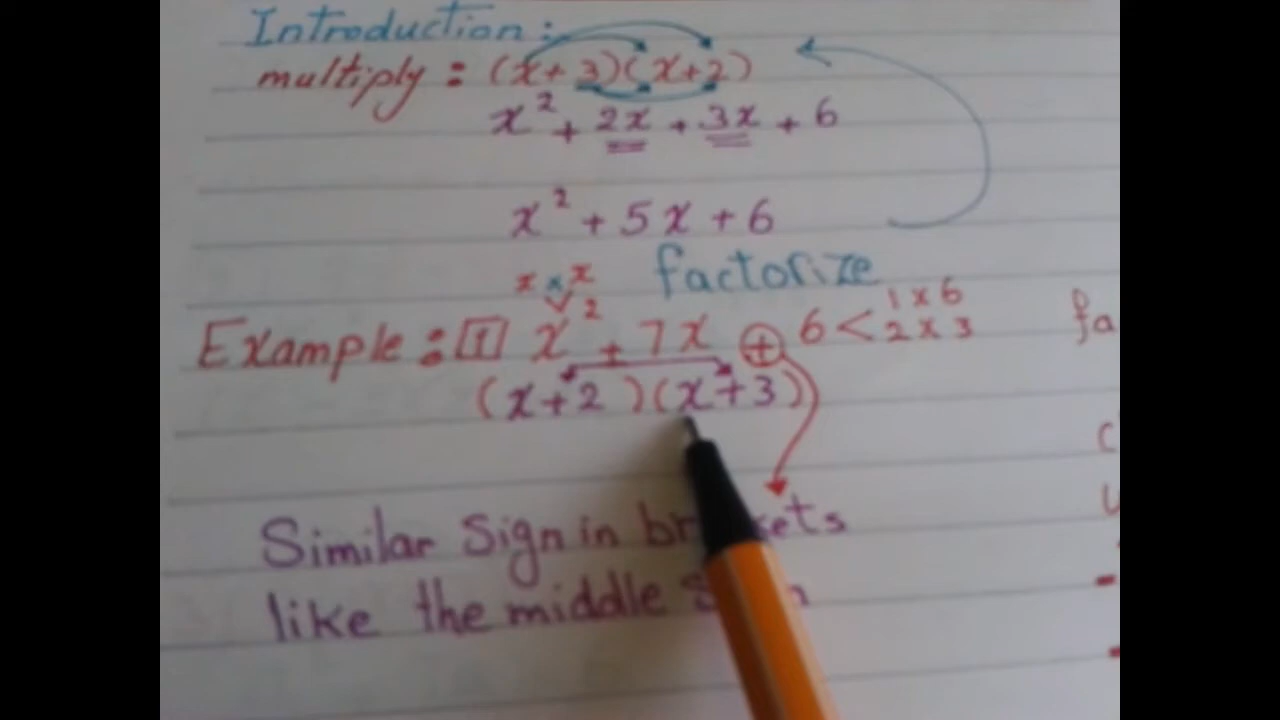 Introduction:
multiply: (x+3)(x+2)
x² + 2x + 3x + 6
x² + 5x + 6
factorize
x × x
1 x 6
Example: 1 x² + 7x + 6 < 2 x 3
fa
(x+2)(x+3)
Similar Sign in
like the middle